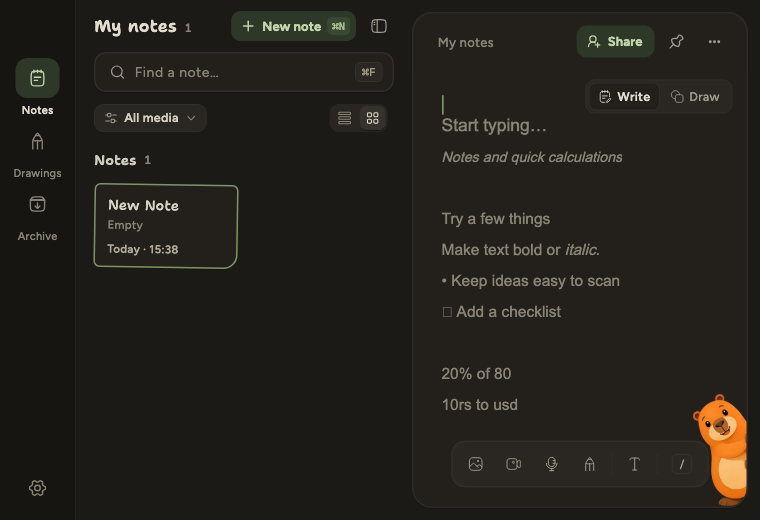 My notes 1
+ New note ⌘N
Find a note... ⌘F
All media
Notes 1
New Note
Empty
Today · 15:38
Notes
Drawings
Archive
My notes
Share
Write
Draw
Start typing...
Notes and quick calculations
Try a few things
Make text bold or italic.
• Keep ideas easy to scan
☐ Add a checklist
20% of 80
10rs to usd
T
/